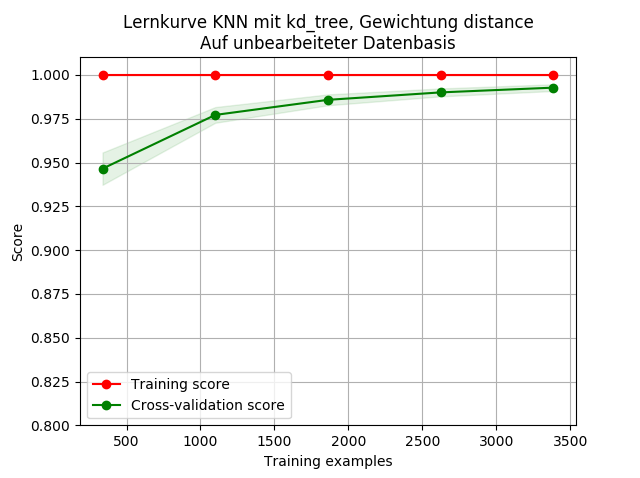 Lernkurve KNN mit kd_tree, Gewichtung distance
Auf unbearbeiteter Datenbasis
1.000
0.975
0.950
0.925
0.900
0.875
0.850
0.825
0.800
Score
Training score
Cross-validation score
500 1000 1500 2000 2500 3000 3500
Training examples